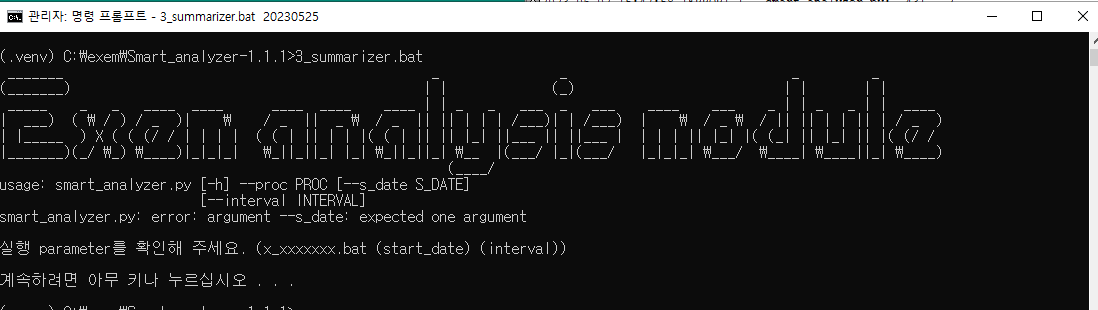 관리자: 명령 프롬프트 - 3_summarizer.bat 20230525
(.venv) C:\exem\Smart_analyzer-1.1.1>3_summarizer.bat
Exem analysis module
usage: smart_analyzer.py [-h] --proc PROC [--s_date S_DATE]
[--interval INTERVAL]
smart_analyzer.py: error: argument --s_date: expected one argument
실행 parameter를 확인해 주세요. (x_xxxxxxx.bat (start_date) (interval))
계속하려면 아무 키나 누르십시오 . . .